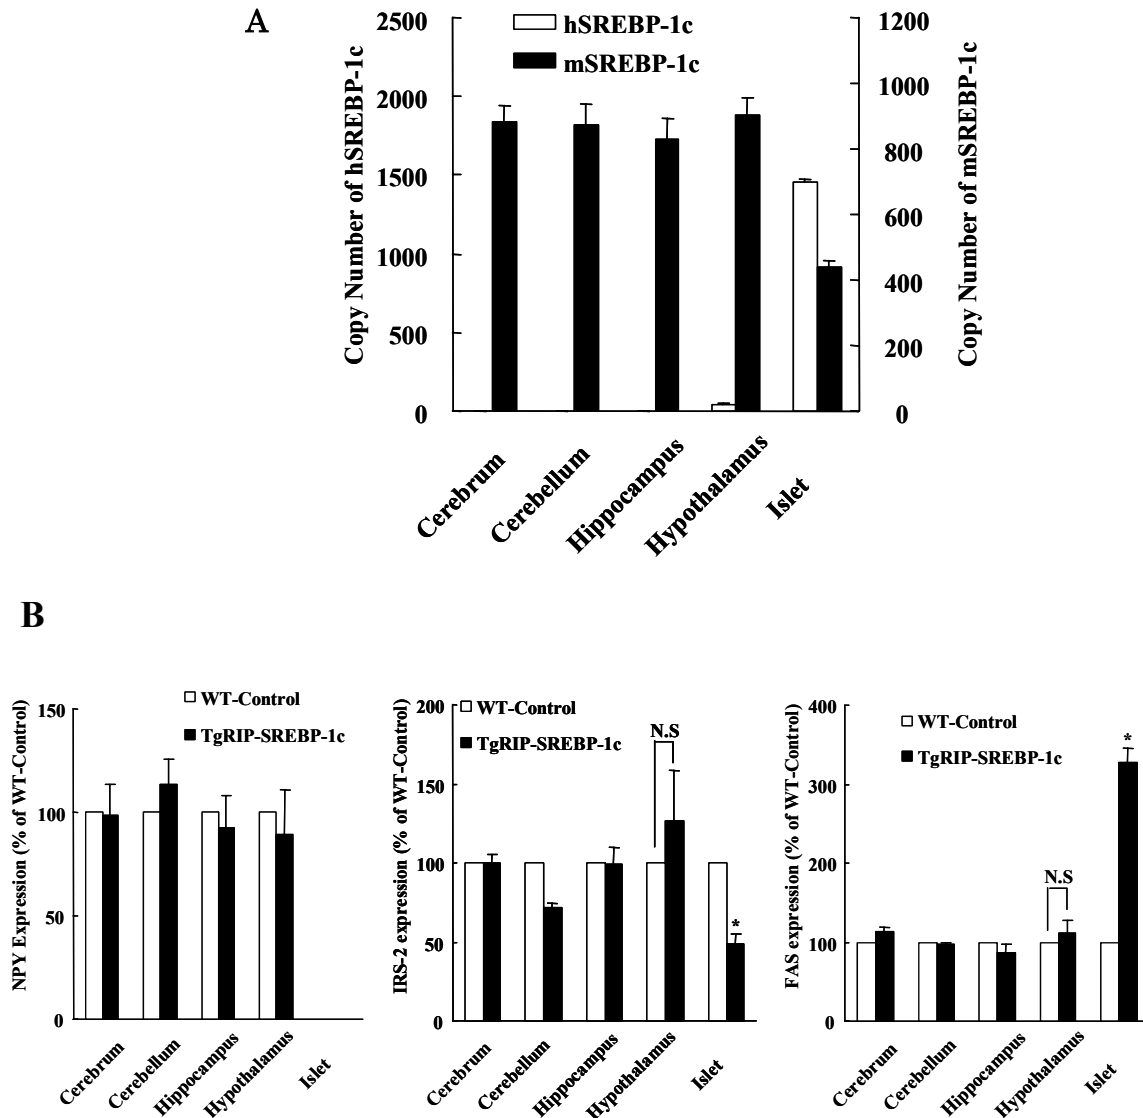 A
hSREBP-1c
mSREBP-1c
Copy Number of hSREBP-1c
2500
2000
1500
1000
500
0
1200
1000
800
600
400
200
0
Copy Number of mSREBP-1c
Cerebrum
Cerebellum
Hippocampus
Hypothalamus
Islet
B
NPY Expression (% of WT-Control)
150
100
50
0
WT-Control
TgRIP-SREBP-1c
Cerebrum
Cerebellum
Hippocampus
Hypothalamus
Islet
IRS-2 expression (% of WT-Control)
200
150
100
50
0
WT-Control
TgRIP-SREBP-1c
N.S
*
Cerebrum
Cerebellum
Hippocampus
Hypothalamus
Islet
FAS expression (% of WT-Control)
400
300
200
100
0
WT-Control
TgRIP-SREBP-1c
N.S
*
Cerebrum
Cerebellum
Hippocampus
Hypothalamus
Islet